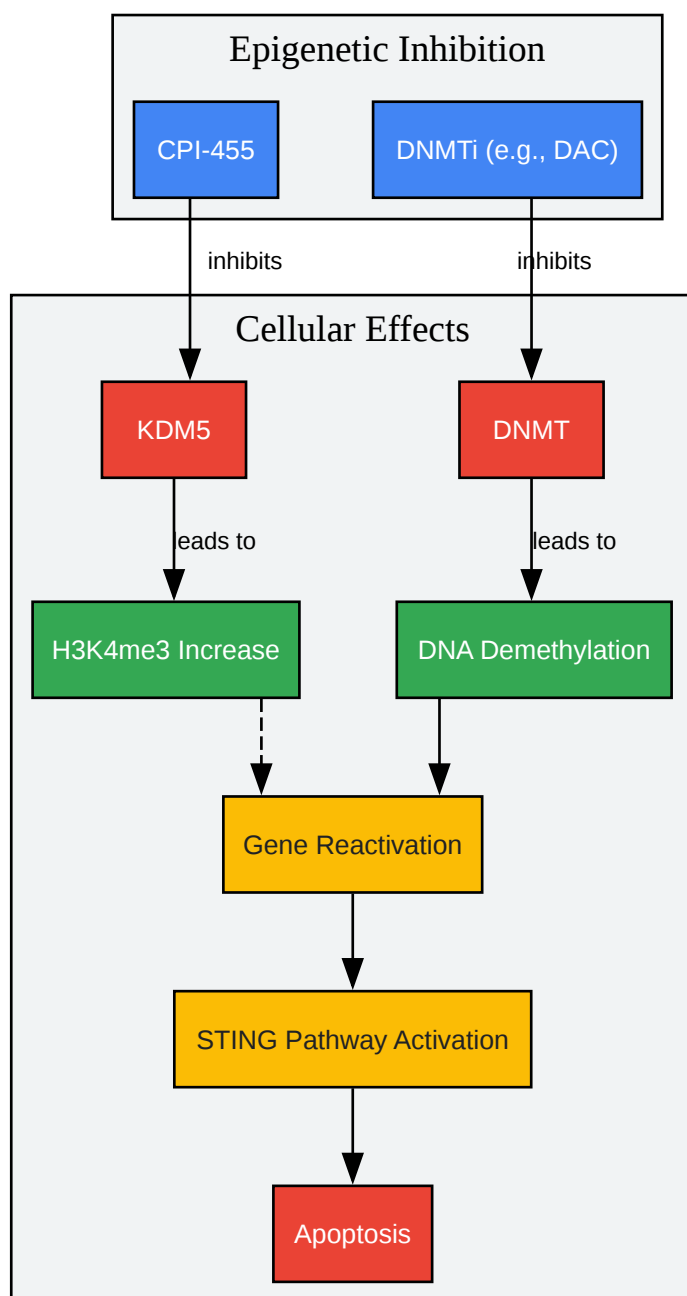 Epigenetic Inhibition
CPI-455
DNMTi (e.g., DAC)
inhibits
inhibits
Cellular Effects
KDM5
DNMT
leads to
leads to
H3K4me3 Increase
DNA Demethylation
Gene Reactivation
STING Pathway Activation
Apoptosis